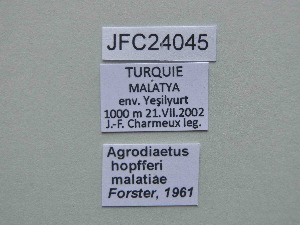 JFC24045
TURQUIE
MALATYA
env. Yeşilyurt
1000 m 21.VII.2002
J.-F. Charmeux leg.
Agrodiaetus
hopfferi
malatiae
Forster, 1961